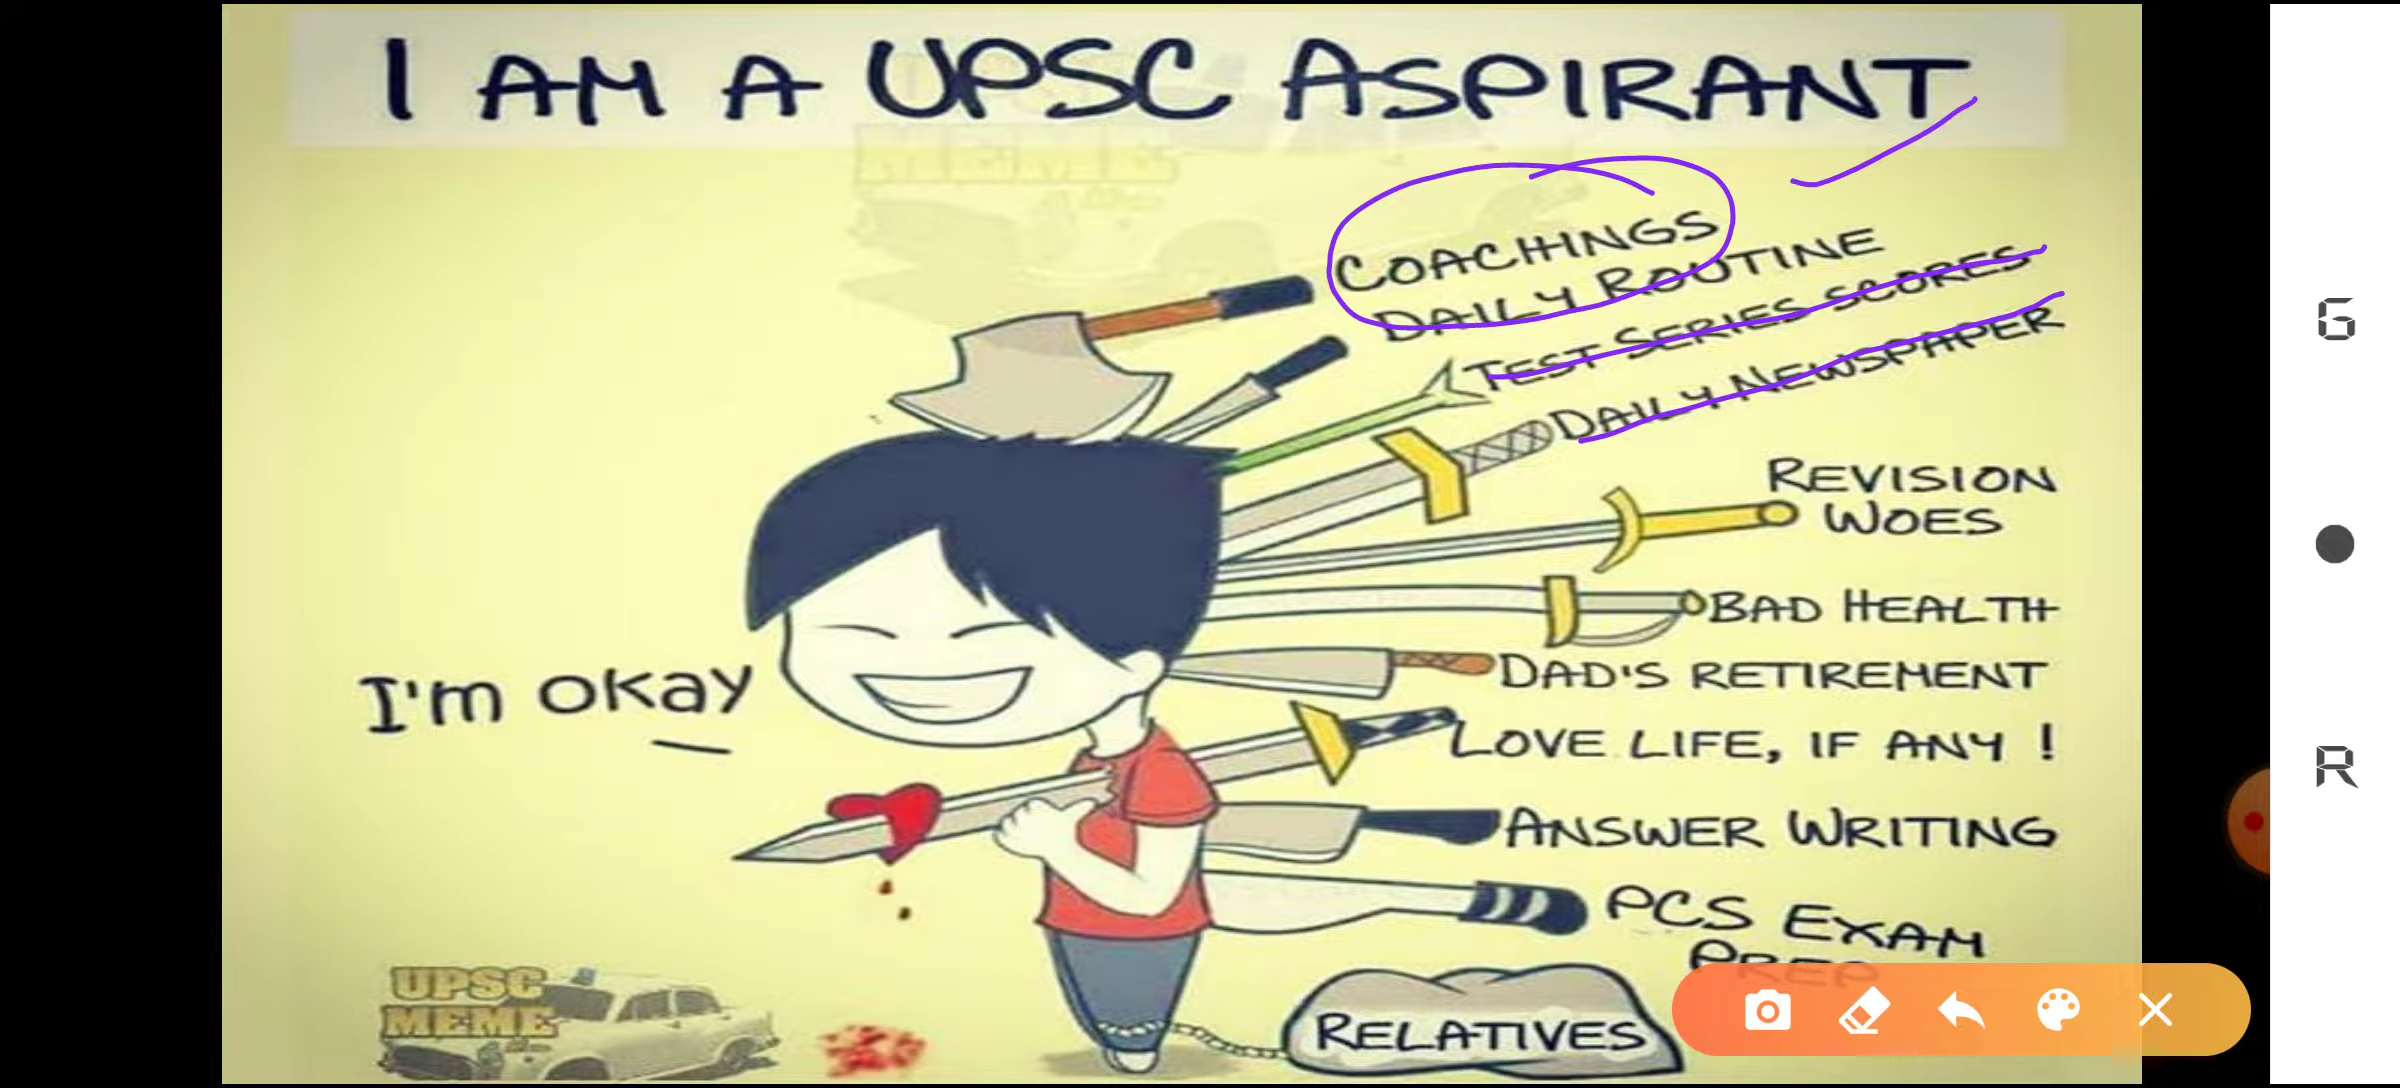 I AM A UPSC ASPIRANT
COACHINGS
DAILY ROUTINE
TEST SERIES SCORES
DAILY NEWSPAPER
REVISION
WOES
BAD HEALTH
DAD'S RETIREMENT
I'm okay
LOVE LIFE, IF ANY !
ANSWER WRITING
PCS EXAM
PREP
RELATIVES
UPSC
MEME
G
R